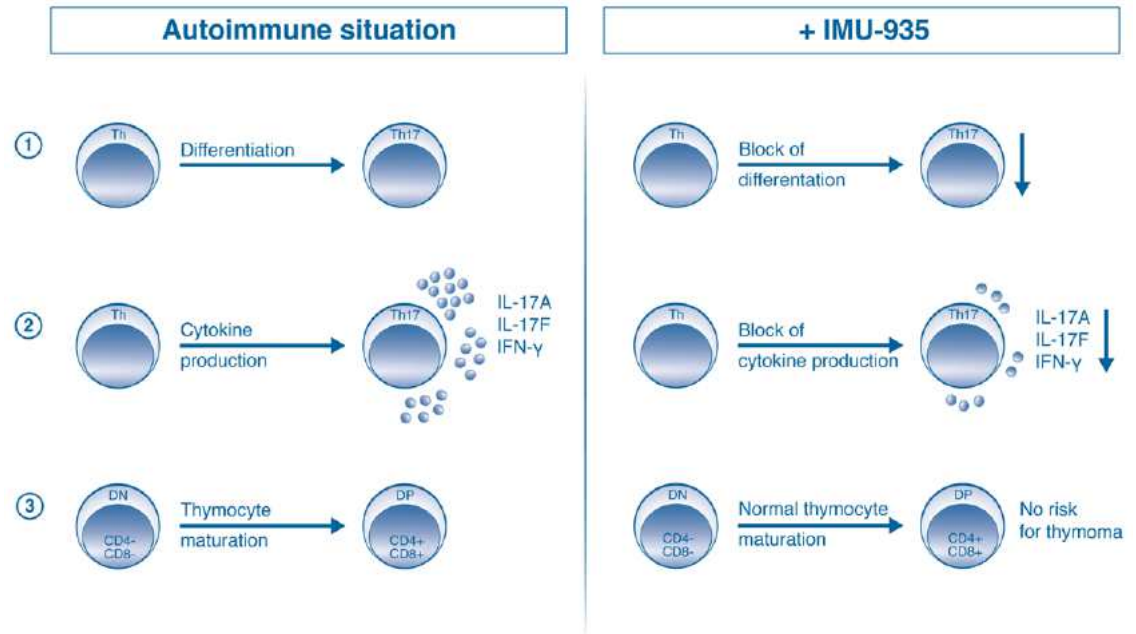 Autoimmune situation
+ IMU-935
1
Th
Differentiation
Th17
Th
Block of
differentation
Th17
2
Th
Cytokine
production
Th17
IL-17A
IL-17F
IFN-γ
Th
Block of
cytokine production
Th17
IL-17A
IL-17F
IFN-γ
3
DN
CD4-
CD8-
Thymocyte
maturation
DP
CD4+
CD8+
DN
CD4-
CD8-
Normal thymocyte
maturation
DP
CD4+
CD8+
No risk
for thymoma